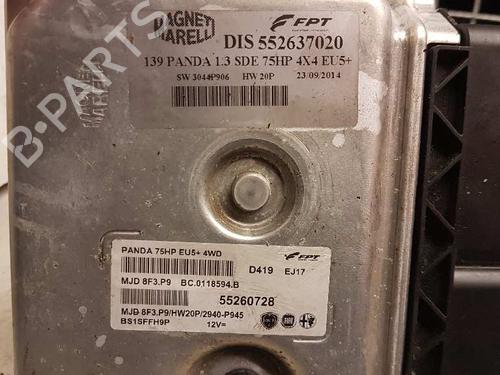 MAGNETI MARELLI
FPT
DIS 552637020
139 PANDA 1.3 SDE 75HP 4X4 EU5+
SW 3044P906 HW 20P 23/09/2014
B-PARTS
PANDA 75HP EU5+ 4WD
FPT
D419 EJ17
MJD 8F3.P9 BC.0118594.B
55260728
MJD 8F3.P9/HW20P/2940-P945
BS1SFFH9P 12V=